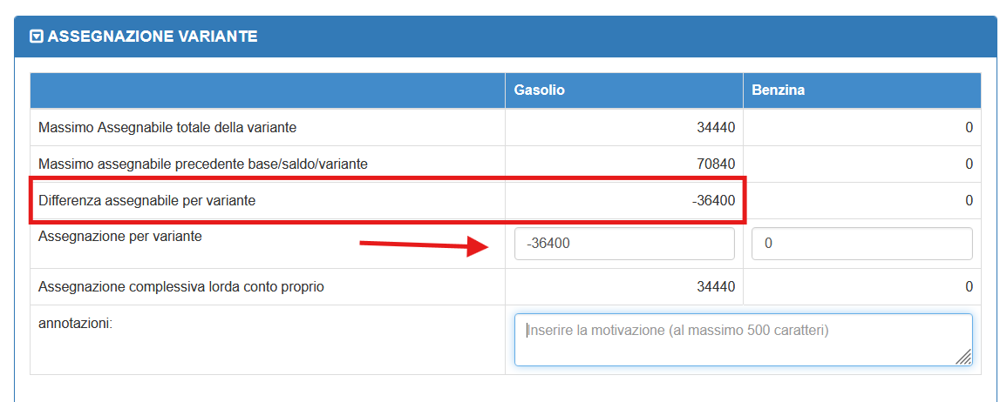 ASSEGNAZIONE VARIANTE
Gasolio Benzina
Massimo Assegnabile totale della variante 34440 0
Massimo assegnabile precedente base/saldo/variante 70840 0
Differenza assegnabile per variante -36400 0
Assegnazione per variante -36400 0
Assegnazione complessiva lorda conto proprio 34440 0
annotazioni: Inserire la motivazione (al massimo 500 caratteri)